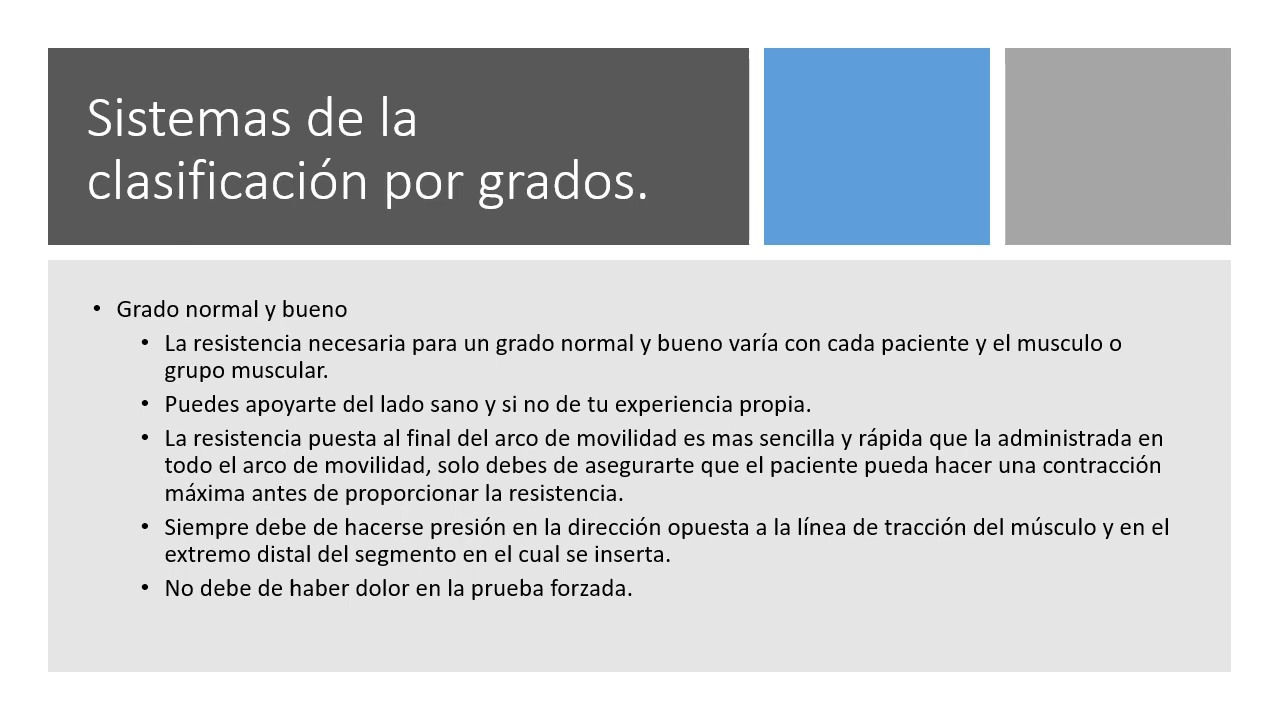 Sistemas de la
clasificación por grados.
• Grado normal y bueno
• La resistencia necesaria para un grado normal y bueno varía con cada paciente y el musculo o
grupo muscular.
• Puedes apoyarte del lado sano y si no de tu experiencia propia.
• La resistencia puesta al final del arco de movilidad es mas sencilla y rápida que la administrada en
todo el arco de movilidad, solo debes de asegurarte que el paciente pueda hacer una contracción
máxima antes de proporcionar la resistencia.
• Siempre debe de hacerse presión en la dirección opuesta a la línea de tracción del músculo y en el
extremo distal del segmento en el cual se inserta.
• No debe de haber dolor en la prueba forzada.